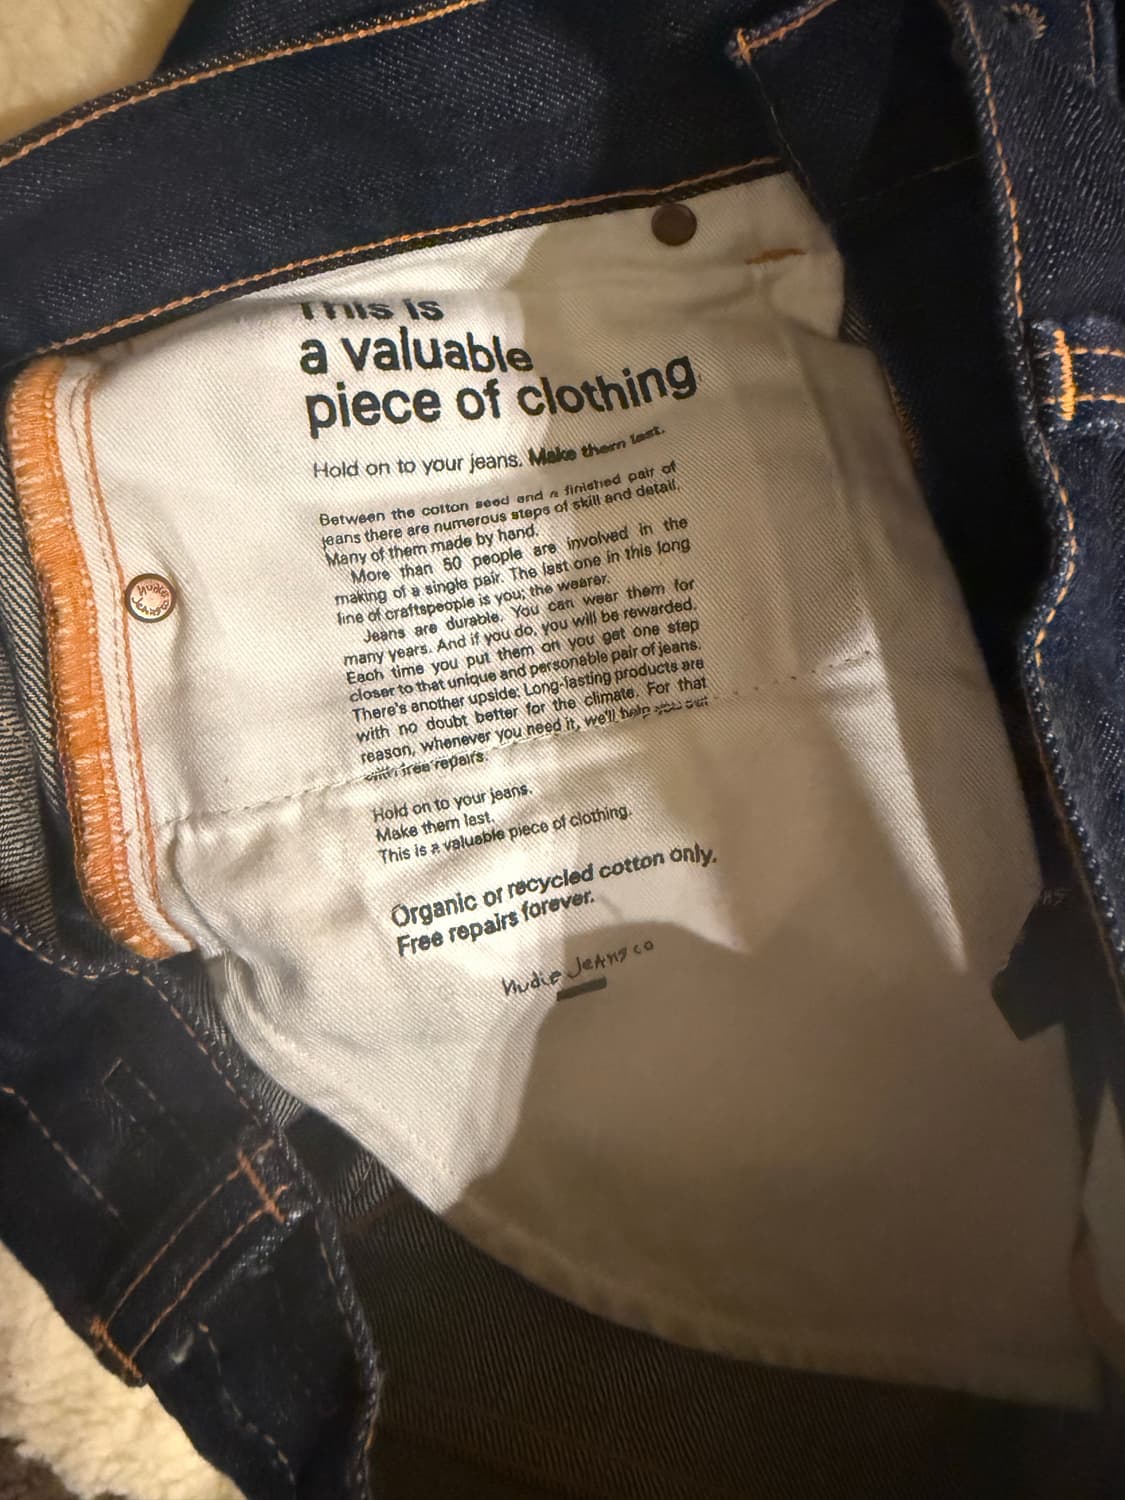 This is
a valuable
piece of clothing
Hold on to your jeans. Make them last.
Between the cotton seed and a finished pair of
jeans there are numerous steps of skill and detail.
Many of them made by hand.
More than 50 people are involved in the
making of a single pair. The last one in this long
line of craftspeople is you; the wearer.
Jeans are durable. You can wear them for
many years. And if you do, you will be rewarded.
Each time you put them on you get one step
closer to that unique and personable pair of jeans.
There's another upside: Long-lasting products are
with no doubt better for the climate. For that
reason, whenever you need it, we'll help you out
with free repairs.
Hold on to your jeans.
Make them last.
This is a valuable piece of clothing.
Organic or recycled cotton only.
Free repairs forever.
Nudie Jeans co